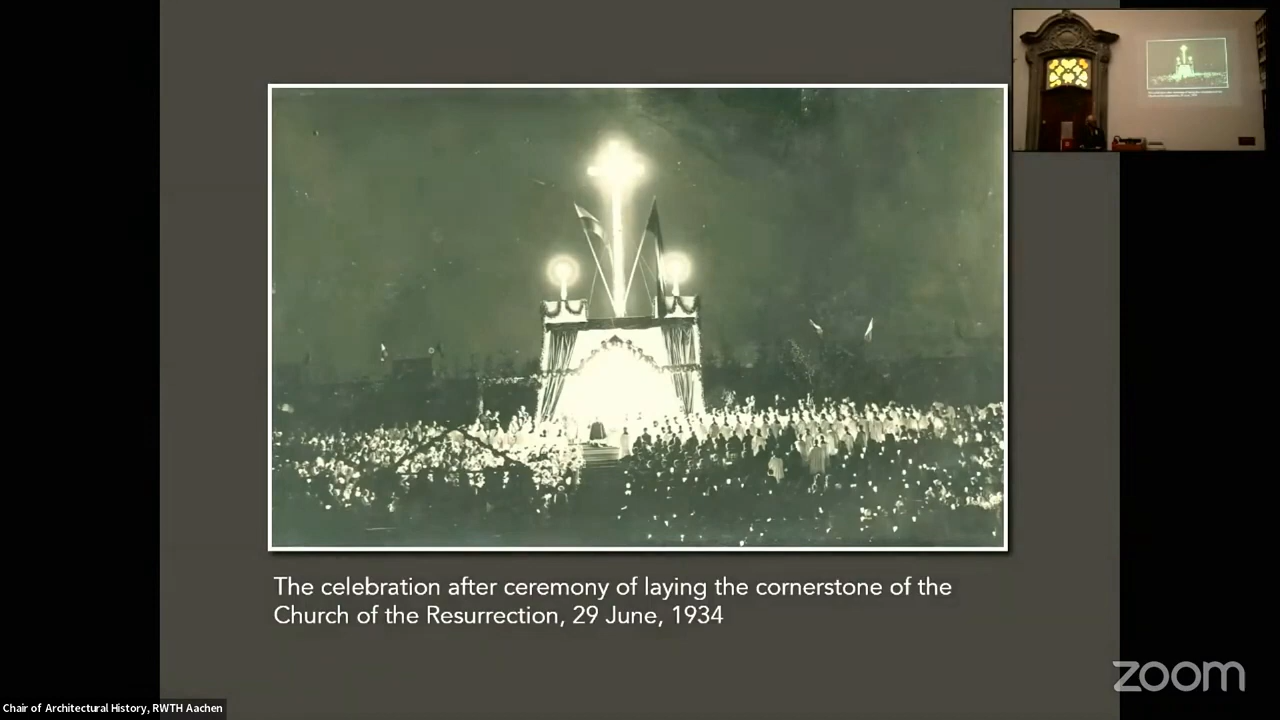 The celebration after ceremony of laying the cornerstone of the
Church of the Resurrection, 29 June, 1934
zoom
Chair of Architectural History, RWTH Aachen